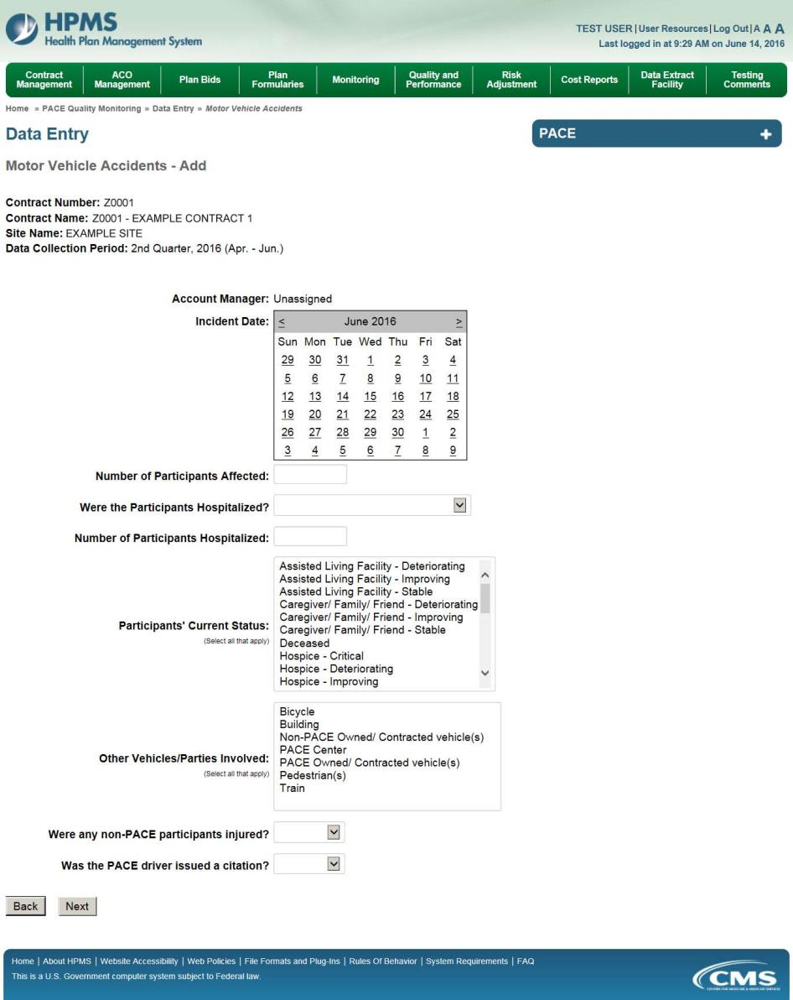 HPMS
Health Plan Management System
TEST USER | User Resources | Log Out | A A A
Last logged in at 9:29 AM on June 14, 2016
Contract Management
ACO Management
Plan Bids
Plan Formularies
Monitoring
Quality and Performance
Risk Adjustment
Cost Reports
Data Extract Facility
Testing Comments
Home » PACE Quality Monitoring » Data Entry » Motor Vehicle Accidents
Data Entry
PACE +
Motor Vehicle Accidents - Add
Contract Number: Z0001
Contract Name: Z0001 - EXAMPLE CONTRACT 1
Site Name: EXAMPLE SITE
Data Collection Period: 2nd Quarter, 2016 (Apr. - Jun.)
Account Manager: Unassigned
Incident Date:
< June 2016 >
Sun Mon Tue Wed Thu Fri Sat
29 30 31 1 2 3 4
5 6 7 8 9 10 11
12 13 14 15 16 17 18
19 20 21 22 23 24 25
26 27 28 29 30 1 2
3 4 5 6 7 8 9
Number of Participants Affected:
Were the Participants Hospitalized?
Number of Participants Hospitalized:
Participants' Current Status:
(Select all that apply)
Assisted Living Facility - Deteriorating
Assisted Living Facility - Improving
Assisted Living Facility - Stable
Caregiver/ Family/ Friend - Deteriorating
Caregiver/ Family/ Friend - Improving
Caregiver/ Family/ Friend - Stable
Deceased
Hospice - Critical
Hospice - Deteriorating
Hospice - Improving
Other Vehicles/Parties Involved:
(Select all that apply)
Bicycle
Building
Non-PACE Owned/ Contracted vehicle(s)
PACE Center
PACE Owned/ Contracted vehicle(s)
Pedestrian(s)
Train
Were any non-PACE participants injured?
Was the PACE driver issued a citation?
Back
Next
Home | About HPMS | Website Accessibility | Web Policies | File Formats and Plug-Ins | Rules Of Behavior | System Requirements | FAQ
This is a U.S. Government computer system subject to Federal law.
CMS
CENTERS FOR MEDICARE & MEDICAID SERVICES